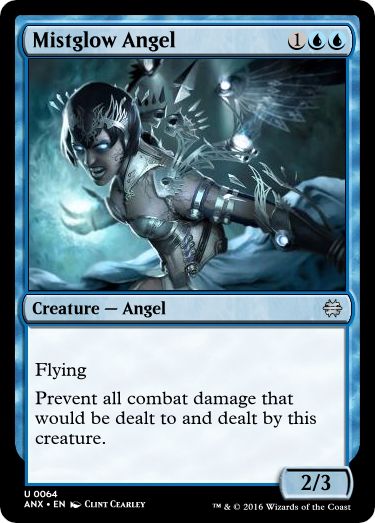 Mistglow Angel 1
Creature — Angel
Flying
Prevent all combat damage that
would be dealt to and dealt by this
creature.
2/3
U 0064
ANX • EN CLINT CEARLEY
™ & © 2016 Wizards of the Coast